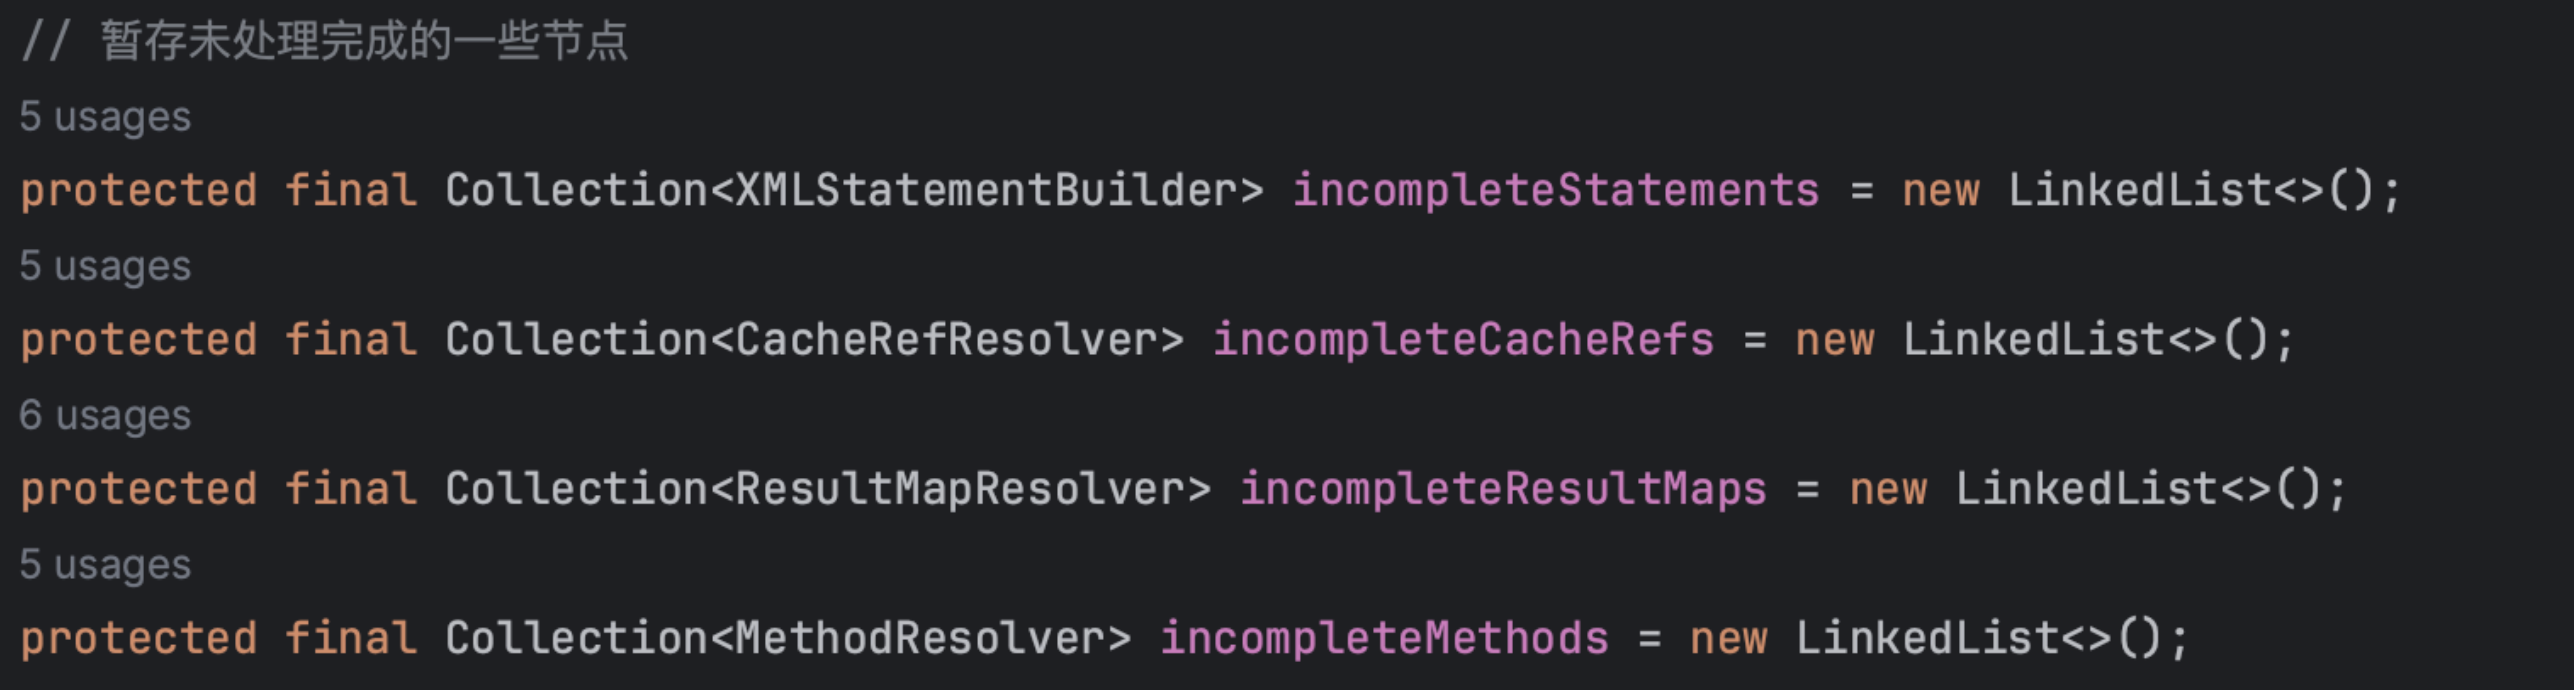 // 暂存未处理完成的一些节点
5 usages
protected final Collection<XMLStatementBuilder> incompleteStatements = new LinkedList<>();
5 usages
protected final Collection<CacheRefResolver> incompleteCacheRefs = new LinkedList<>();
6 usages
protected final Collection<ResultMapResolver> incompleteResultMaps = new LinkedList<>();
5 usages
protected final Collection<MethodResolver> incompleteMethods = new LinkedList<>();